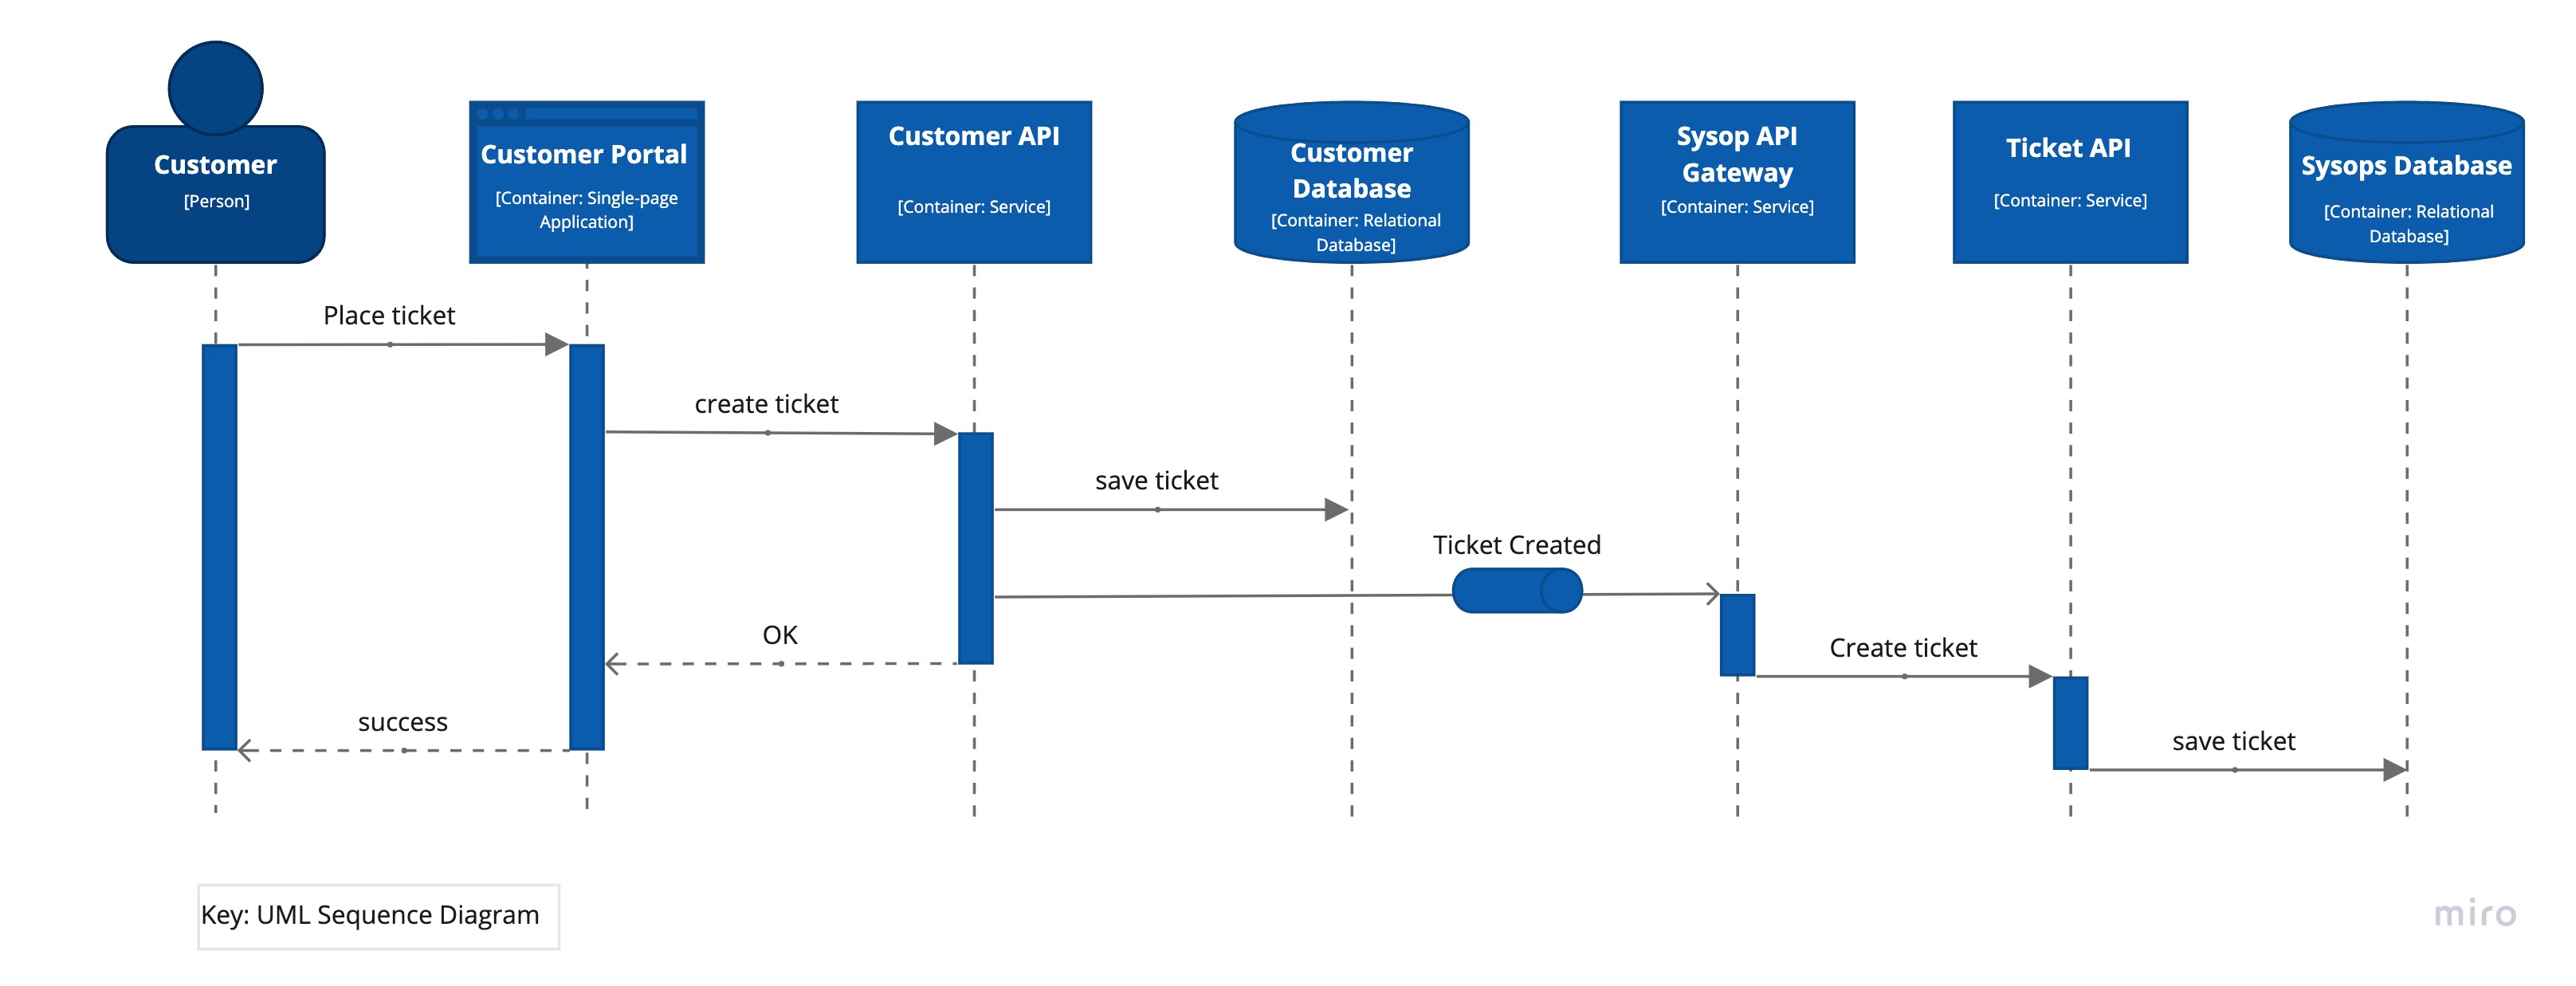 Customer
[Person]
Customer Portal
[Container: Single-page
Application]
Customer API
[Container: Service]
Customer
Database
[Container: Relational
Database]
Sysop API
Gateway
[Container: Service]
Ticket API
[Container: Service]
Sysops Database
[Container: Relational
Database]
Place ticket
create ticket
save ticket
Ticket Created
OK
Create ticket
success
save ticket
Key: UML Sequence Diagram
miro